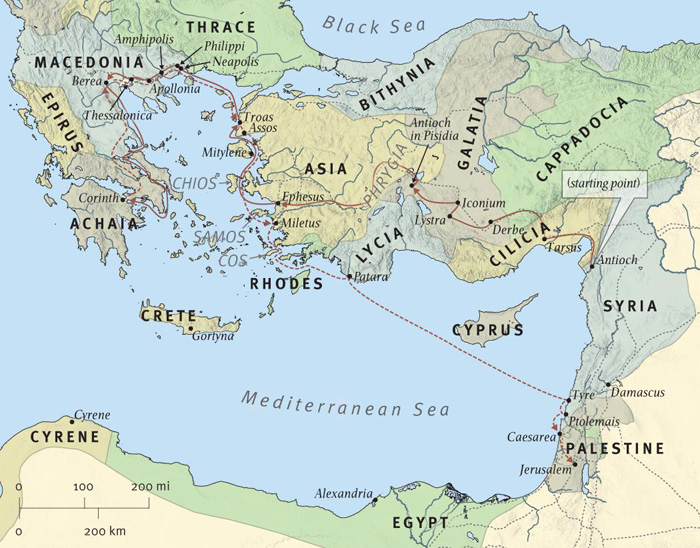 Black Sea
THRACE
Amphipolis
Philippi
Neapolis
MACEDONIA
Berea
Apollonia
Thessalonica
EPIRUS
BITHYNIA
GALATIA
CAPPADOCIA
Troas
Assos
Mitylene
Antioch
in Pisidia
ASIA
PHRYGIA
(starting point)
CHIOS
Corinth
ACHAIA
Ephesus
Miletus
Iconium
Lystra
Derbe
CILICIA
Tarsus
Antioch
SAMOS
COS
LYCIA
Patara
RHODES
SYRIA
CRETE
Gortyna
CYPRUS
Mediterranean Sea
Tyre
Damascus
Ptolemais
Caesarea
PALESTINE
Jerusalem
Cyrene
CYRENE
Alexandria
EGYPT
0 100 200 mi
0 200 km